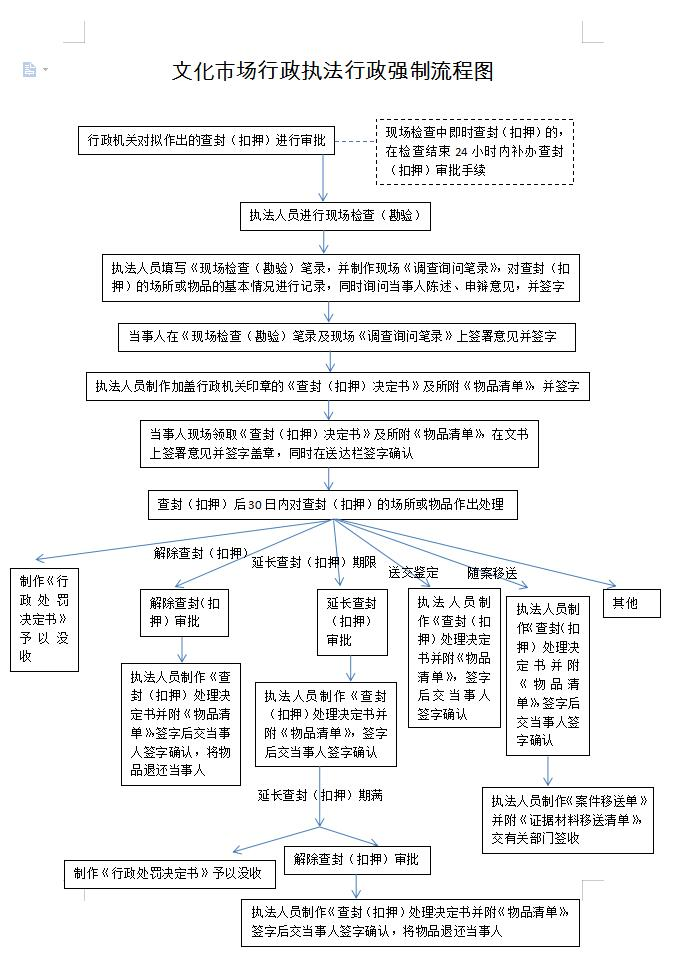 文化市场行政执法行政强制流程图
行政机关对拟作出的查封（扣押）进行审批
现场检查中即时查封（扣押）的，
在检查结束 24 小时内补办查封
（扣押）审批手续
执法人员进行现场检查（勘验）
执法人员填写《现场检查（勘验）笔录，并制作现场《调查询问笔录》，对查封（扣
押）的场所或物品的基本情况进行记录，同时询问当事人陈述、申辩意见，并签字
当事人在《现场检查（勘验）笔录及现场《调查询问笔录》上签署意见并签字
执法人员制作加盖行政机关印章的《查封（扣押）决定书》及所附《物品清单》，并签字
当事人现场领取《查封（扣押）决定书》及所附《物品清单》，在文书
上签署意见并签字盖章，同时在送达栏签字确认
查封（扣押）后 30 日内对查封（扣押）的场所或物品作出处理
解除查封（扣押）
延长查封（扣押）期限
送交鉴定
随案移送
制作《行
政处罚
决定书》
予以没
收
解除查封（扣
押）审批
执法人员制作《查
封（扣押）处理决
定书并附《物品清
单》，签字后交当事
人签字确认，将物
品退还当事人
延长查封
（扣押）
审批
执法人员制作《查封
（扣押）处理决定书并
附《物品清单》，签字
后交当事人签字确认
执法人员制
作《查封（扣
押）处理决定
书并附《物品
清单》，签字
后交当事人
签字确认
执法人员制
作《查封（扣
押）处理决
定书并附
《物品清
单》，签字后
交当事人
签字确认
其他
执法人员制作《案件移送单》
并附《证据材料移送清单》，
交有关部门签收
延长查封（扣押）期满
制作《行政处罚决定书》予以没收
解除查封（扣押）审批
执法人员制作《查封（扣押）处理决定书并附《物品清单》，
签字后交当事人签字确认，将物品退还当事人